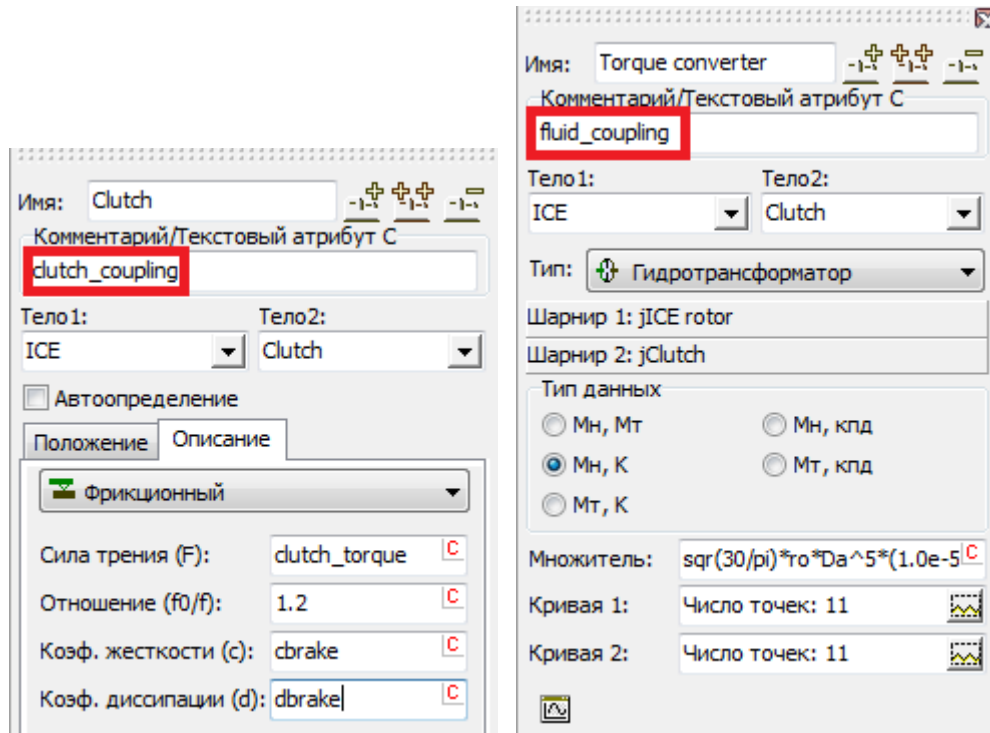 Имя: Clutch
Комментарий/Текстовый атрибут C
clutch_coupling
Тело1: Тело2:
ICE Clutch
Автоопределение
Положение Описание
Фрикционный
Сила трения (F): clutch_torque C
Отношение (f0/f): 1.2 C
Коэф. жесткости (c): cbrake C
Коэф. диссипации (d): dbrake C
Имя: Torque converter
Комментарий/Текстовый атрибут C
fluid_coupling
Тело1: Тело2:
ICE Clutch
Тип: Гидротрансформатор
Шарнир 1: jICE rotor
Шарнир 2: jClutch
Тип данных
Мн, Мт Мн, кпд
Мн, К Мт, кпд
Мт, К
Множитель: sqr(30/pi)*ro*Da^5*(1.0e-5 C
Кривая 1: Число точек: 11
Кривая 2: Число точек: 11